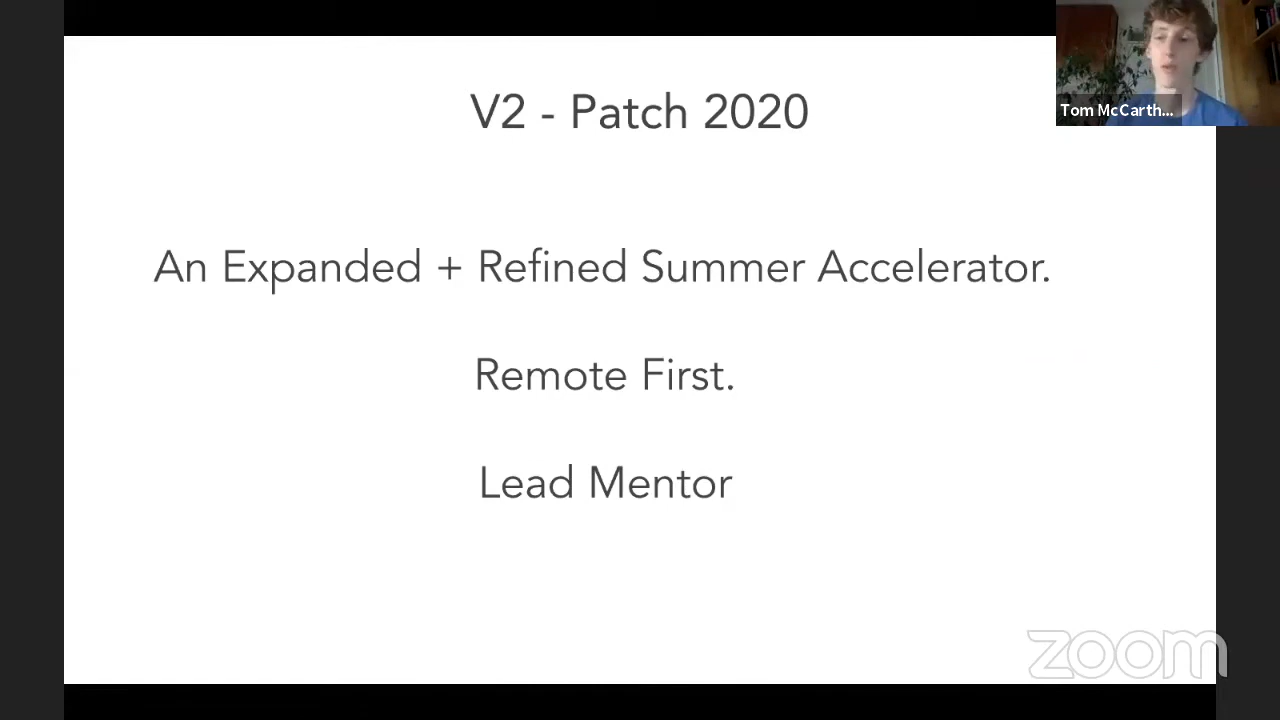 V2 - Patch 2020
Tom McCarth...
An Expanded + Refined Summer Accelerator.
Remote First.
Lead Mentor
zoom